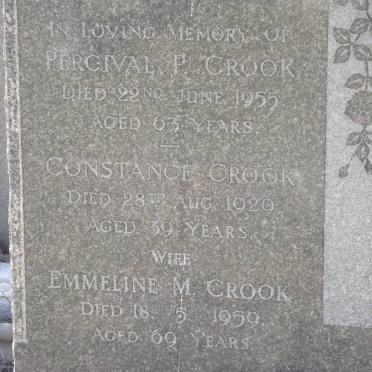 IN LOVING MEMORY OF
PERCIVAL P. CROOK
DIED 22ND JUNE 1955.
AGED 63 YEARS.
CONSTANCE CROOK
DIED 28TH AUG. 1920.
AGED 39 YEARS.
WIFE
EMMELINE M. CROOK
DIED 18. 5. 1959.
AGED 69 YEARS.